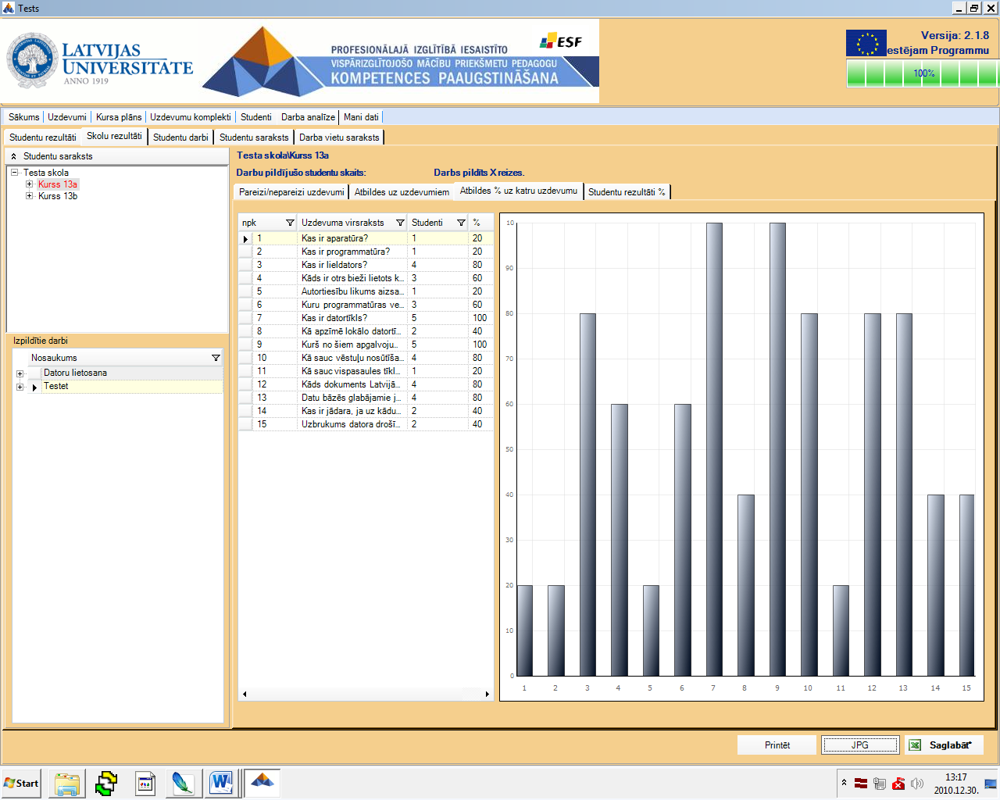 Tests
LATVIJAS
UNIVERSITATE
ANNO 1919
PROFESIONĀLAJĀ IZGLĪTĪBĀ IESAISTĪTO
VISPĀRIZGLĪTOJOŠO MĀCĪBU PRIEKŠMETU PEDAGOGU
KOMPETENCES PAAUGSTINĀŠANA
ESF
Versija: 2.1.8
estējam Programmu
100%
Sākums Uzdevumi Kursa plāns Uzdevumu komplekti Studenti Darba analīze Mani dati
Studentu rezultāti Skolu rezultāti Studentu darbi Studentu saraksts Darba vietu saraksts
Studentu saraksts
Testa skola
Kurss 13a
Kurss 13b
Izpildītie darbi
Nosaukums
Datoru lietosana
Testet
Testa skola\Kurss 13a
Darbu pildījušo studentu skaits: Darbs pildīts X reizes.
Pareizi/nepareizi uzdevumi Atbildes uz uzdevumiem Atbildes % uz katru uzdevumu Studentu rezultāti %
npk Uzdevuma virsraksts Studenti %
1 Kas ir aparatūra? 1 20
2 Kas ir programmatūra? 1 20
3 Kas ir lieldators? 4 80
4 Kāds ir otrs bieži lietots k... 3 60
5 Autortiesību likums aizsa... 1 20
6 Kuru programmatūras ve... 3 60
7 Kas ir datortīkls? 5 100
8 Kā apzīmē lokālo datortī... 2 40
9 Kurš no šiem apgalvoju... 5 100
10 Kā sauc vēstuļu nosūtīša... 4 80
11 Kā sauc vispasaules tīkl... 1 20
12 Kāds dokuments Latvijā... 4 80
13 Datu bāzēs glabājamie j... 4 80
14 Kas ir jādara, ja uz kādu... 2 40
15 Uzbrukums datora drošī... 2 40
10
90
80
70
60
50
40
30
20
10
0
1 2 3 4 5 6 7 8 9 10 11 12 13 14 15
Printēt JPG Saglabāt*
Start
13:17
2010.12.30.